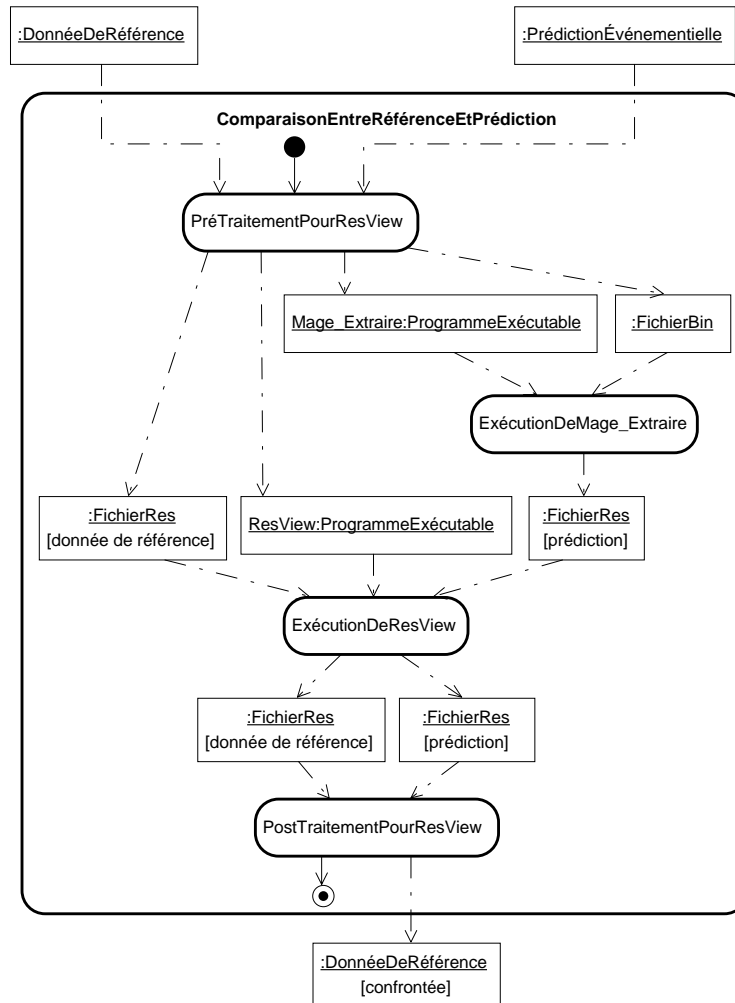 :DonnéeDeRéférence
:PrédictionÉvénementielle
ComparaisonEntreRéférenceEtPrédiction
PréTraitementPourResView
Mage_Extraire:ProgrammeExécutable
:FichierBin
ExécutionDeMage_Extraire
:FichierRes
[donnée de référence]
ResView:ProgrammeExécutable
:FichierRes
[prédiction]
ExécutionDeResView
:FichierRes
[donnée de référence]
:FichierRes
[prédiction]
PostTraitementPourResView
:DonnéeDeRéférence
[confrontée]